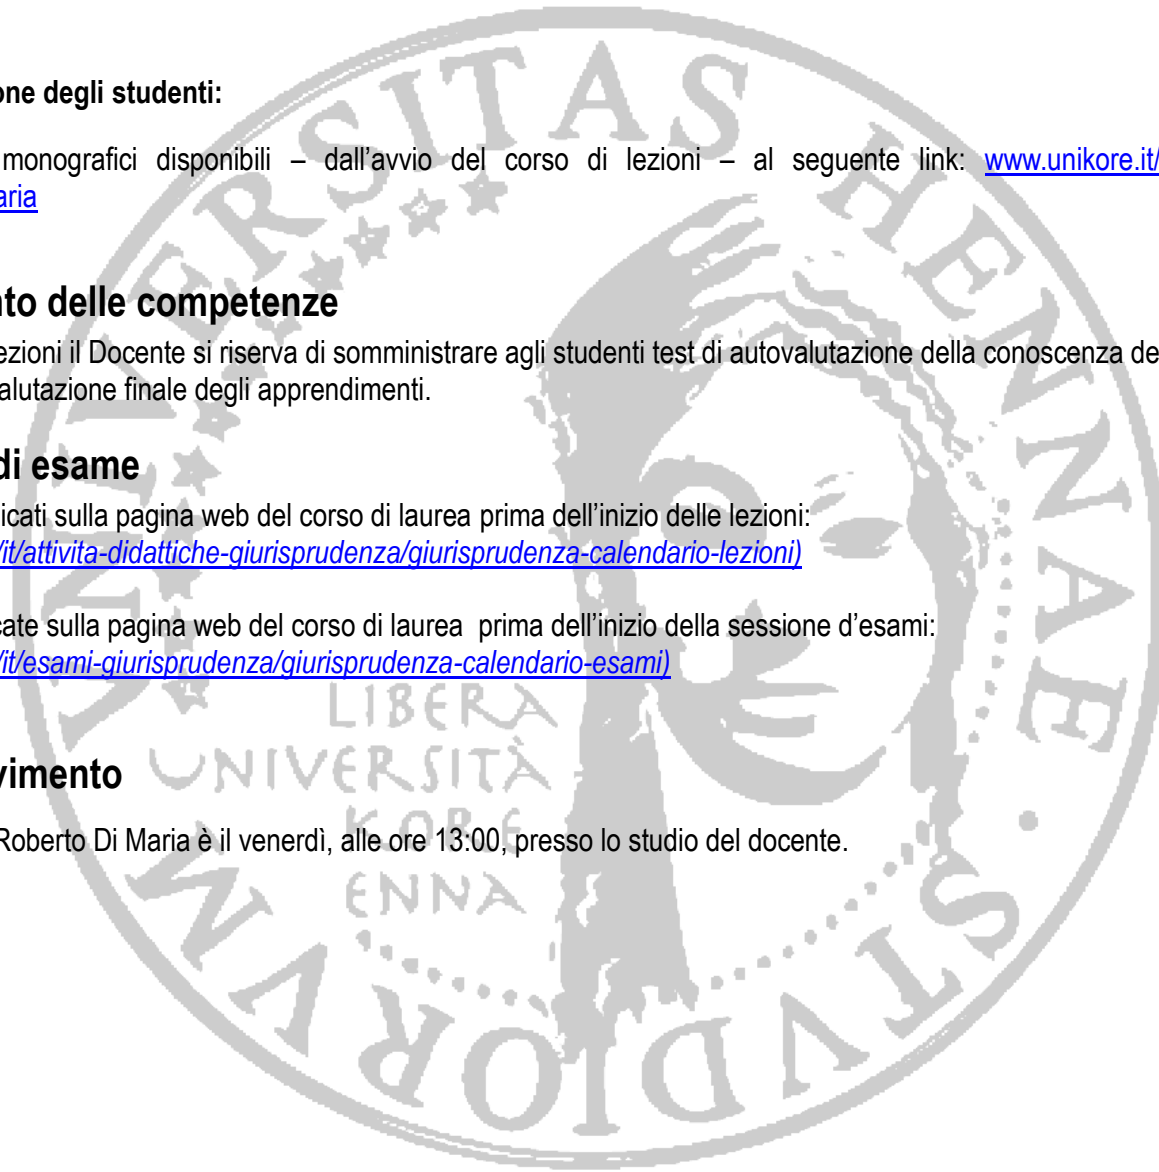 one degli studenti:
monografici disponibili – dall’avvio del corso di lezioni – al seguente link: www.unikore.it/
aria
nto delle competenze
ezioni il Docente si riserva di somministrare agli studenti test di autovalutazione della conoscenza de
alutazione finale degli apprendimenti.
di esame
icati sulla pagina web del corso di laurea prima dell’inizio delle lezioni:
/it/attivita-didattiche-giurisprudenza/giurisprudenza-calendario-lezioni)
cate sulla pagina web del corso di laurea prima dell’inizio della sessione d’esami:
/it/esami-giurisprudenza/giurisprudenza-calendario-esami)
vimento
Roberto Di Maria è il venerdì, alle ore 13:00, presso lo studio del docente.
VNIVERSITAS HENNAE · STVDIORVM
LIBERA
UNIVERSITÀ
KORE
ENNA